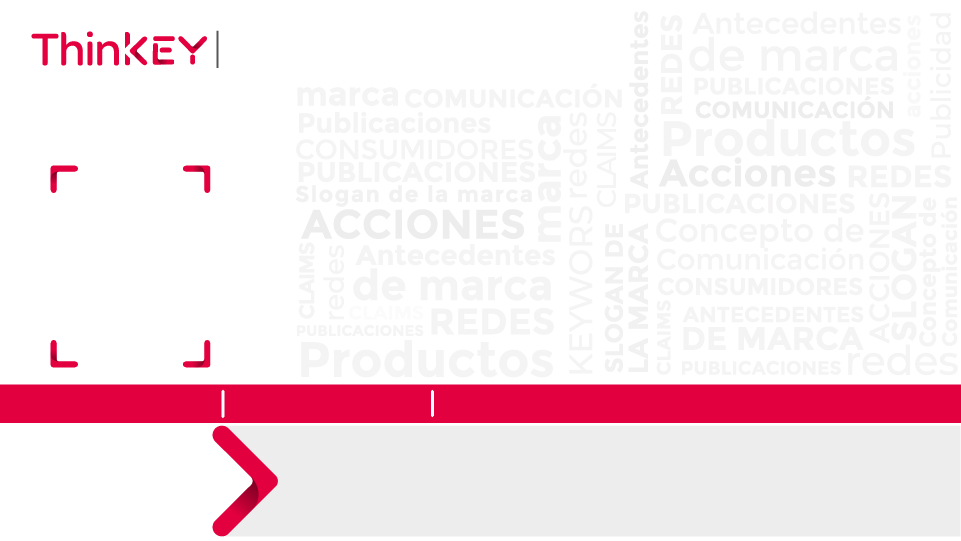 ThinKEY
Antecedentes
de marca
PUBLICACIONES
COMUNICACIÓN
Productos
Acciones
REDES
REDES
Antecedentes
acciones
Publicidad
marca
COMUNICACIÓN
Publicaciones
CONSUMIDORES
PUBLICACIONES
Slogan de la marca
ACCIONES
marca
redes
CLAIMS
PUBLICACIONES
Concepto de
Comunicación
CONSUMIDORES
ANTECEDENTES
DE MARCA
PUBLICACIONES
redes
CLAIMS
redes
Antecedentes
de marca
CLAIMS
REDES
PUBLICACIONES
Productos
KEYWORS
SLOGAN DE
LA MARCA
CLAIMS
ACCIONES
SLOGAN
Concepto de
Comunicación
ID